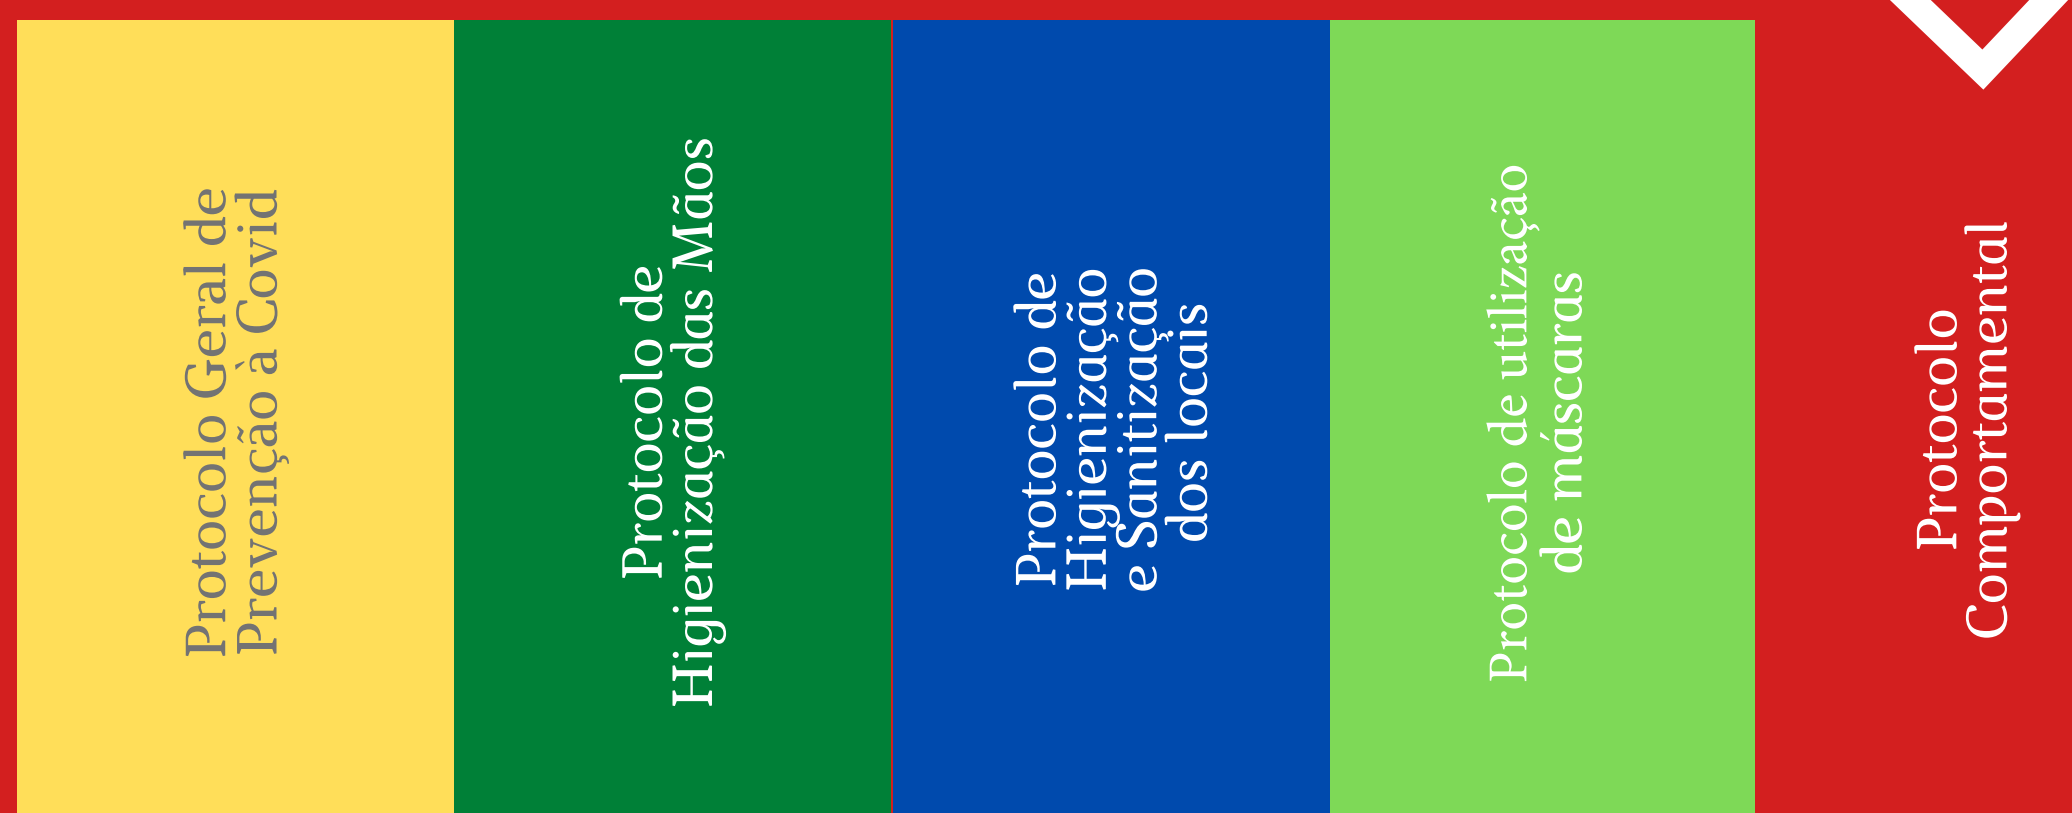 Protocolo Geral de
Prevenção à Covid
Protocolo de
Higienização das Mãos
Protocolo de
Higienização
e Sanitização
dos locais
Protocolo de utilização
de máscaras
Protocolo
Comportamental